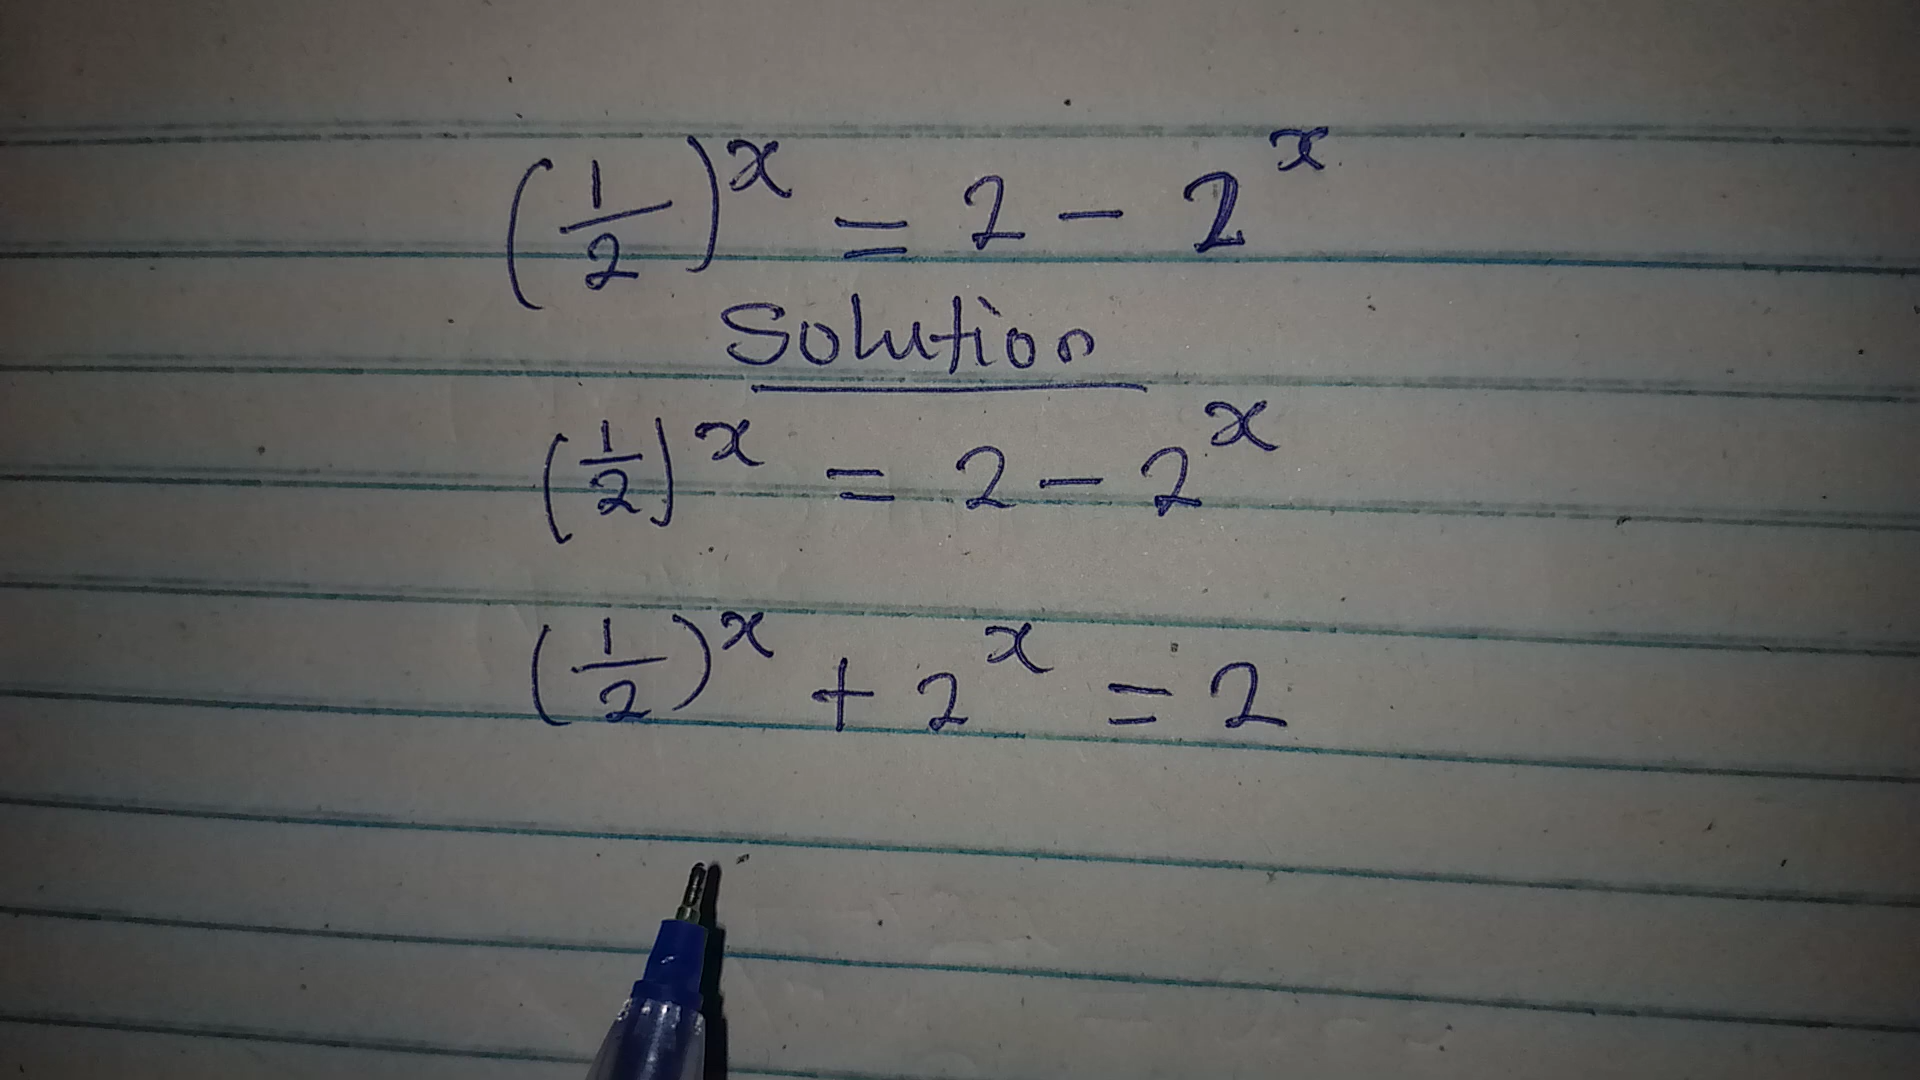 (1/2)^x = 2 - 2^x
Solution
(1/2)^x = 2 - 2^x
(1/2)^x + 2^x = 2